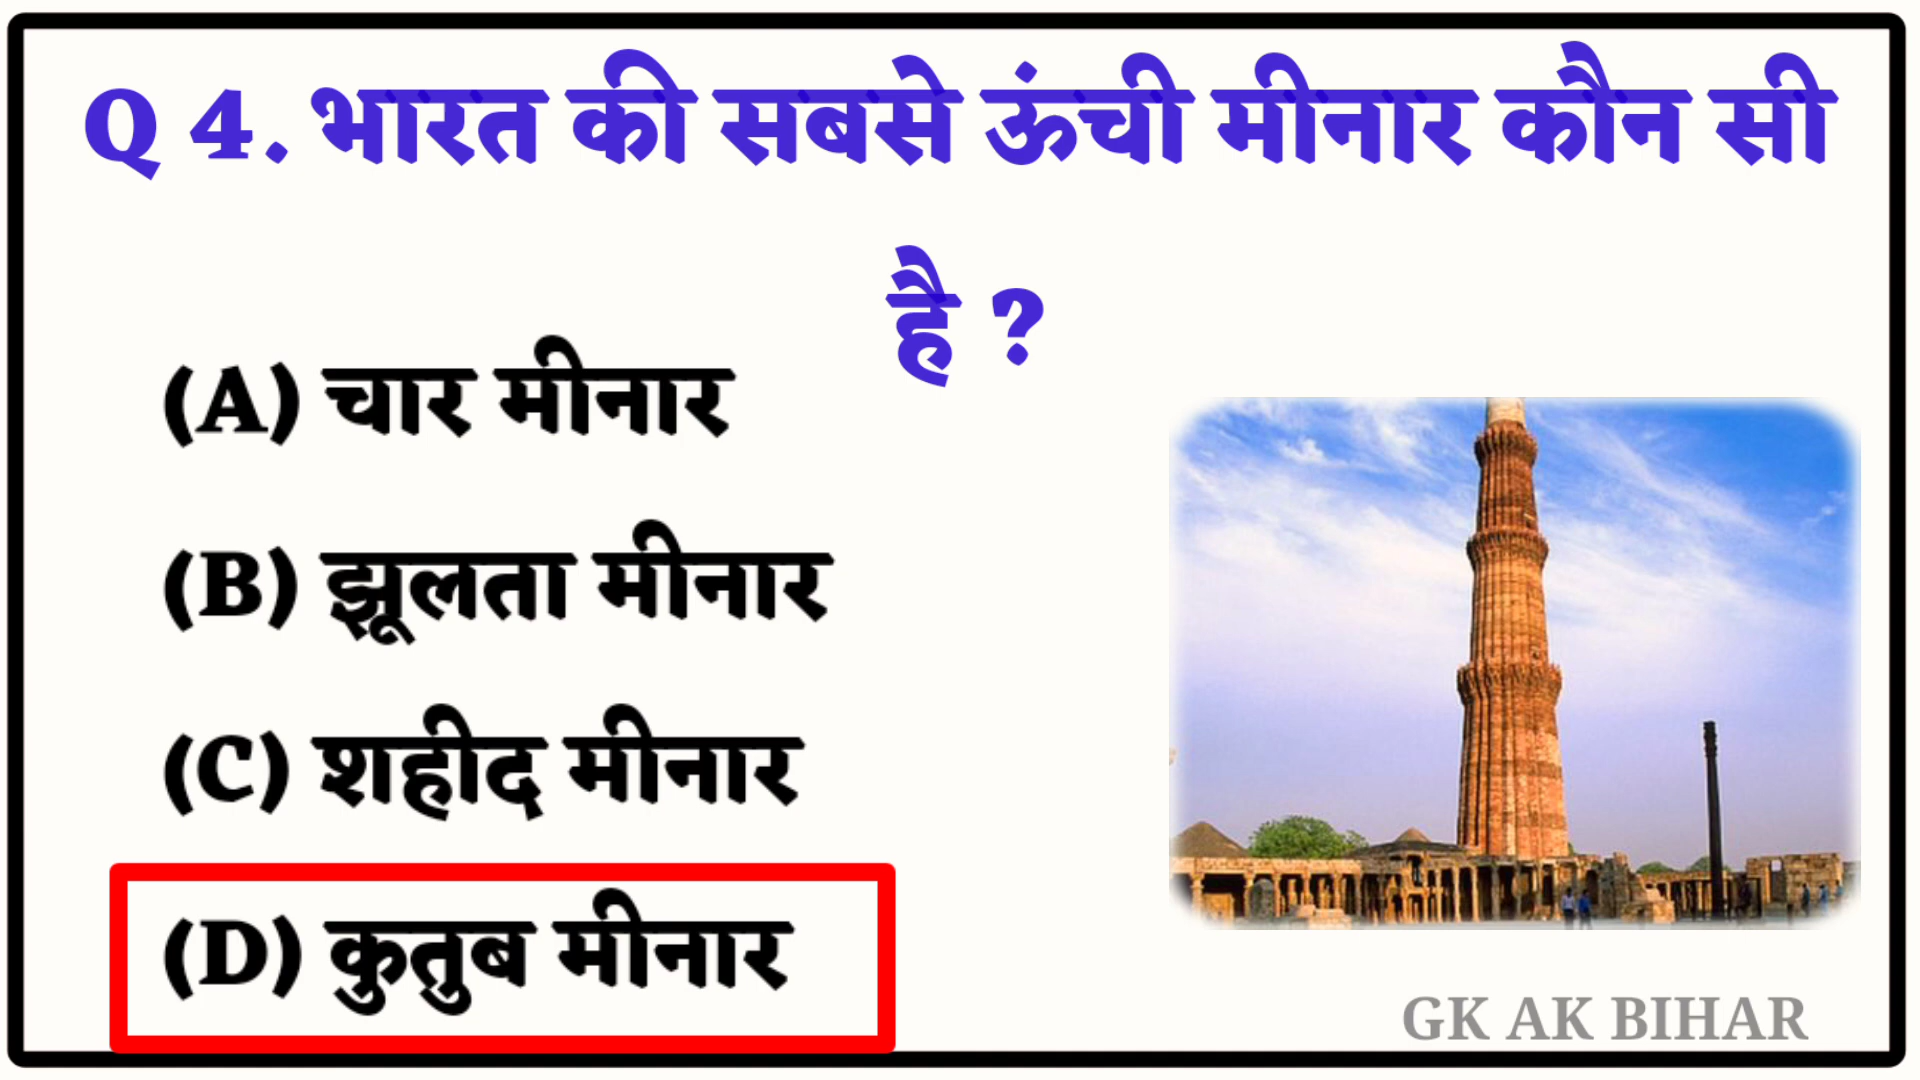 Q 4. भारत की सबसे ऊंची मीनार कौन सी
है ?
(A) चार मीनार
(B) झूलता मीनार
(C) शहीद मीनार
(D) कुतुब मीनार
GK AK BIHAR